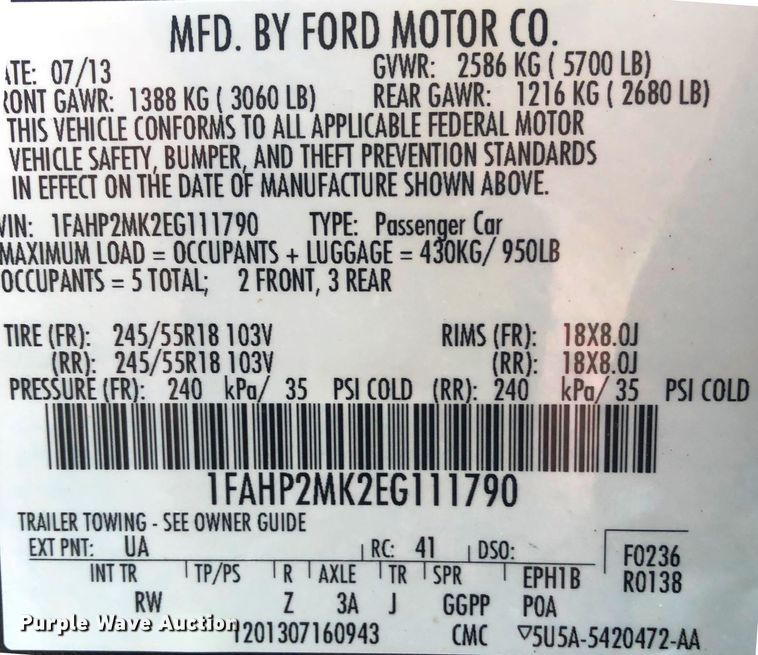 MFD. BY FORD MOTOR CO.
ATE: 07/13 GVWR: 2586 KG ( 5700 LB)
RONT GAWR: 1388 KG ( 3060 LB) REAR GAWR: 1216 KG ( 2680 LB)
THIS VEHICLE CONFORMS TO ALL APPLICABLE FEDERAL MOTOR
VEHICLE SAFETY, BUMPER, AND THEFT PREVENTION STANDARDS
IN EFFECT ON THE DATE OF MANUFACTURE SHOWN ABOVE.
VIN: 1FAHP2MK2EG111790 TYPE: Passenger Car
MAXIMUM LOAD = OCCUPANTS + LUGGAGE = 430KG/ 950LB
OCCUPANTS = 5 TOTAL; 2 FRONT, 3 REAR
TIRE (FR): 245/55R18 103V RIMS (FR): 18X8.0J
(RR): 245/55R18 103V (RR): 18X8.0J
PRESSURE (FR): 240 kPa/ 35 PSI COLD (RR): 240 kPa/ 35 PSI COLD
1FAHP2MK2EG111790
TRAILER TOWING - SEE OWNER GUIDE
EXT PNT: UA RC: 41 DSO: F0236
INT TR TP/PS R AXLE TR SPR EPH1B R0138
RW Z 3A J GGPP POA
Purple Wave Auction
1201307160943 CMC ▽5U5A-5420472-AA